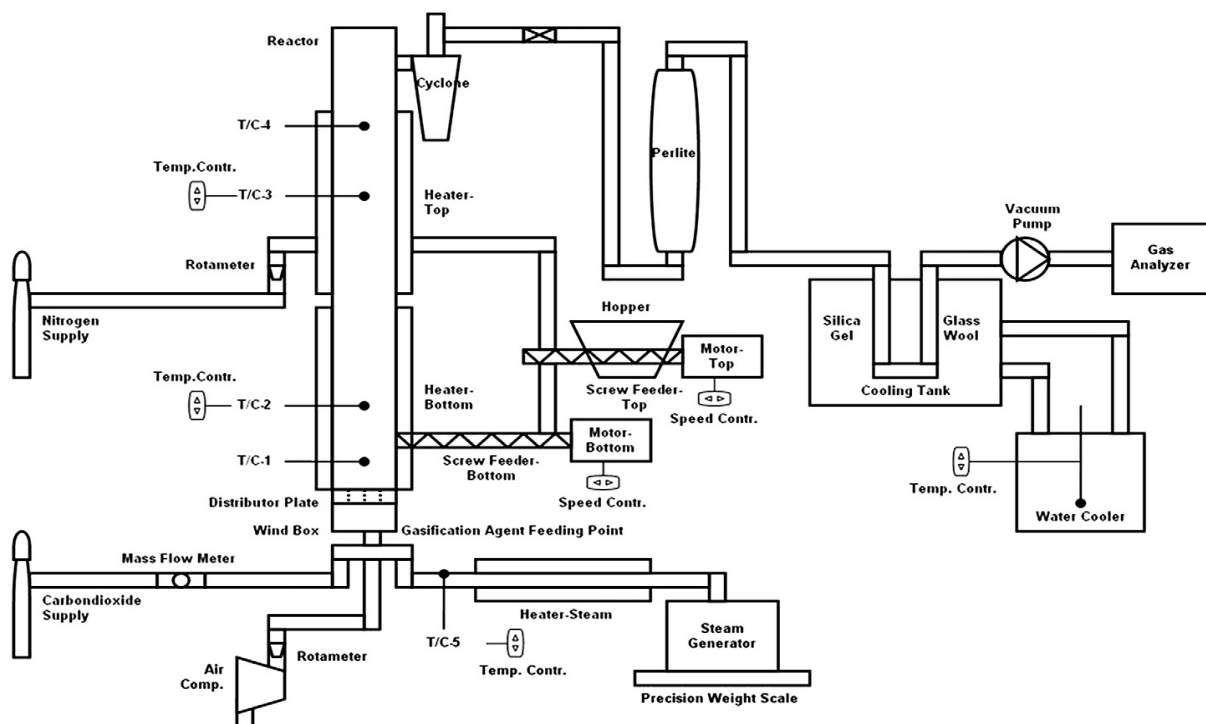 Reactor
Cyclone
T/C-4
Perlite
Temp.Contr.
T/C-3
Heater-
Top
Vacuum
Pump
Gas
Analyzer
Rotameter
Nitrogen
Supply
Hopper
Silica
Gel
Glass
Wool
Motor-
Top
Screw Feeder-
Top
Cooling Tank
Speed Contr.
Temp.Contr.
T/C-2
Heater-
Bottom
Motor-
Bottom
T/C-1
Screw Feeder-
Bottom
Speed Contr.
Temp. Contr.
Water Cooler
Distributor Plate
Wind Box
Gasification Agent Feeding Point
Mass Flow Meter
Carbondioxide
Supply
Heater-Steam
T/C-5
Temp. Contr.
Steam
Generator
Rotameter
Air
Comp.
Precision Weight Scale